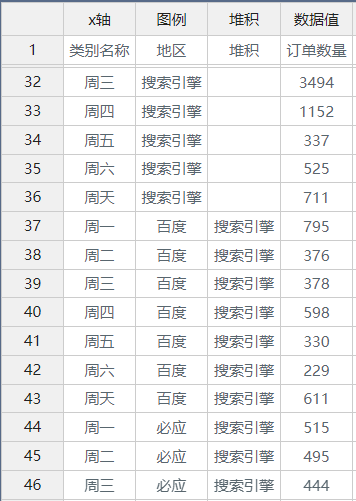 x轴 图例 堆积 数据值
1 类别名称 地区 堆积 订单数量
32 周三 搜索引擎 3494
33 周四 搜索引擎 1152
34 周五 搜索引擎 337
35 周六 搜索引擎 525
36 周天 搜索引擎 711
37 周一 百度 搜索引擎 795
38 周二 百度 搜索引擎 376
39 周三 百度 搜索引擎 378
40 周四 百度 搜索引擎 598
41 周五 百度 搜索引擎 330
42 周六 百度 搜索引擎 229
43 周天 百度 搜索引擎 611
44 周一 必应 搜索引擎 515
45 周二 必应 搜索引擎 495
46 周三 必应 搜索引擎 444